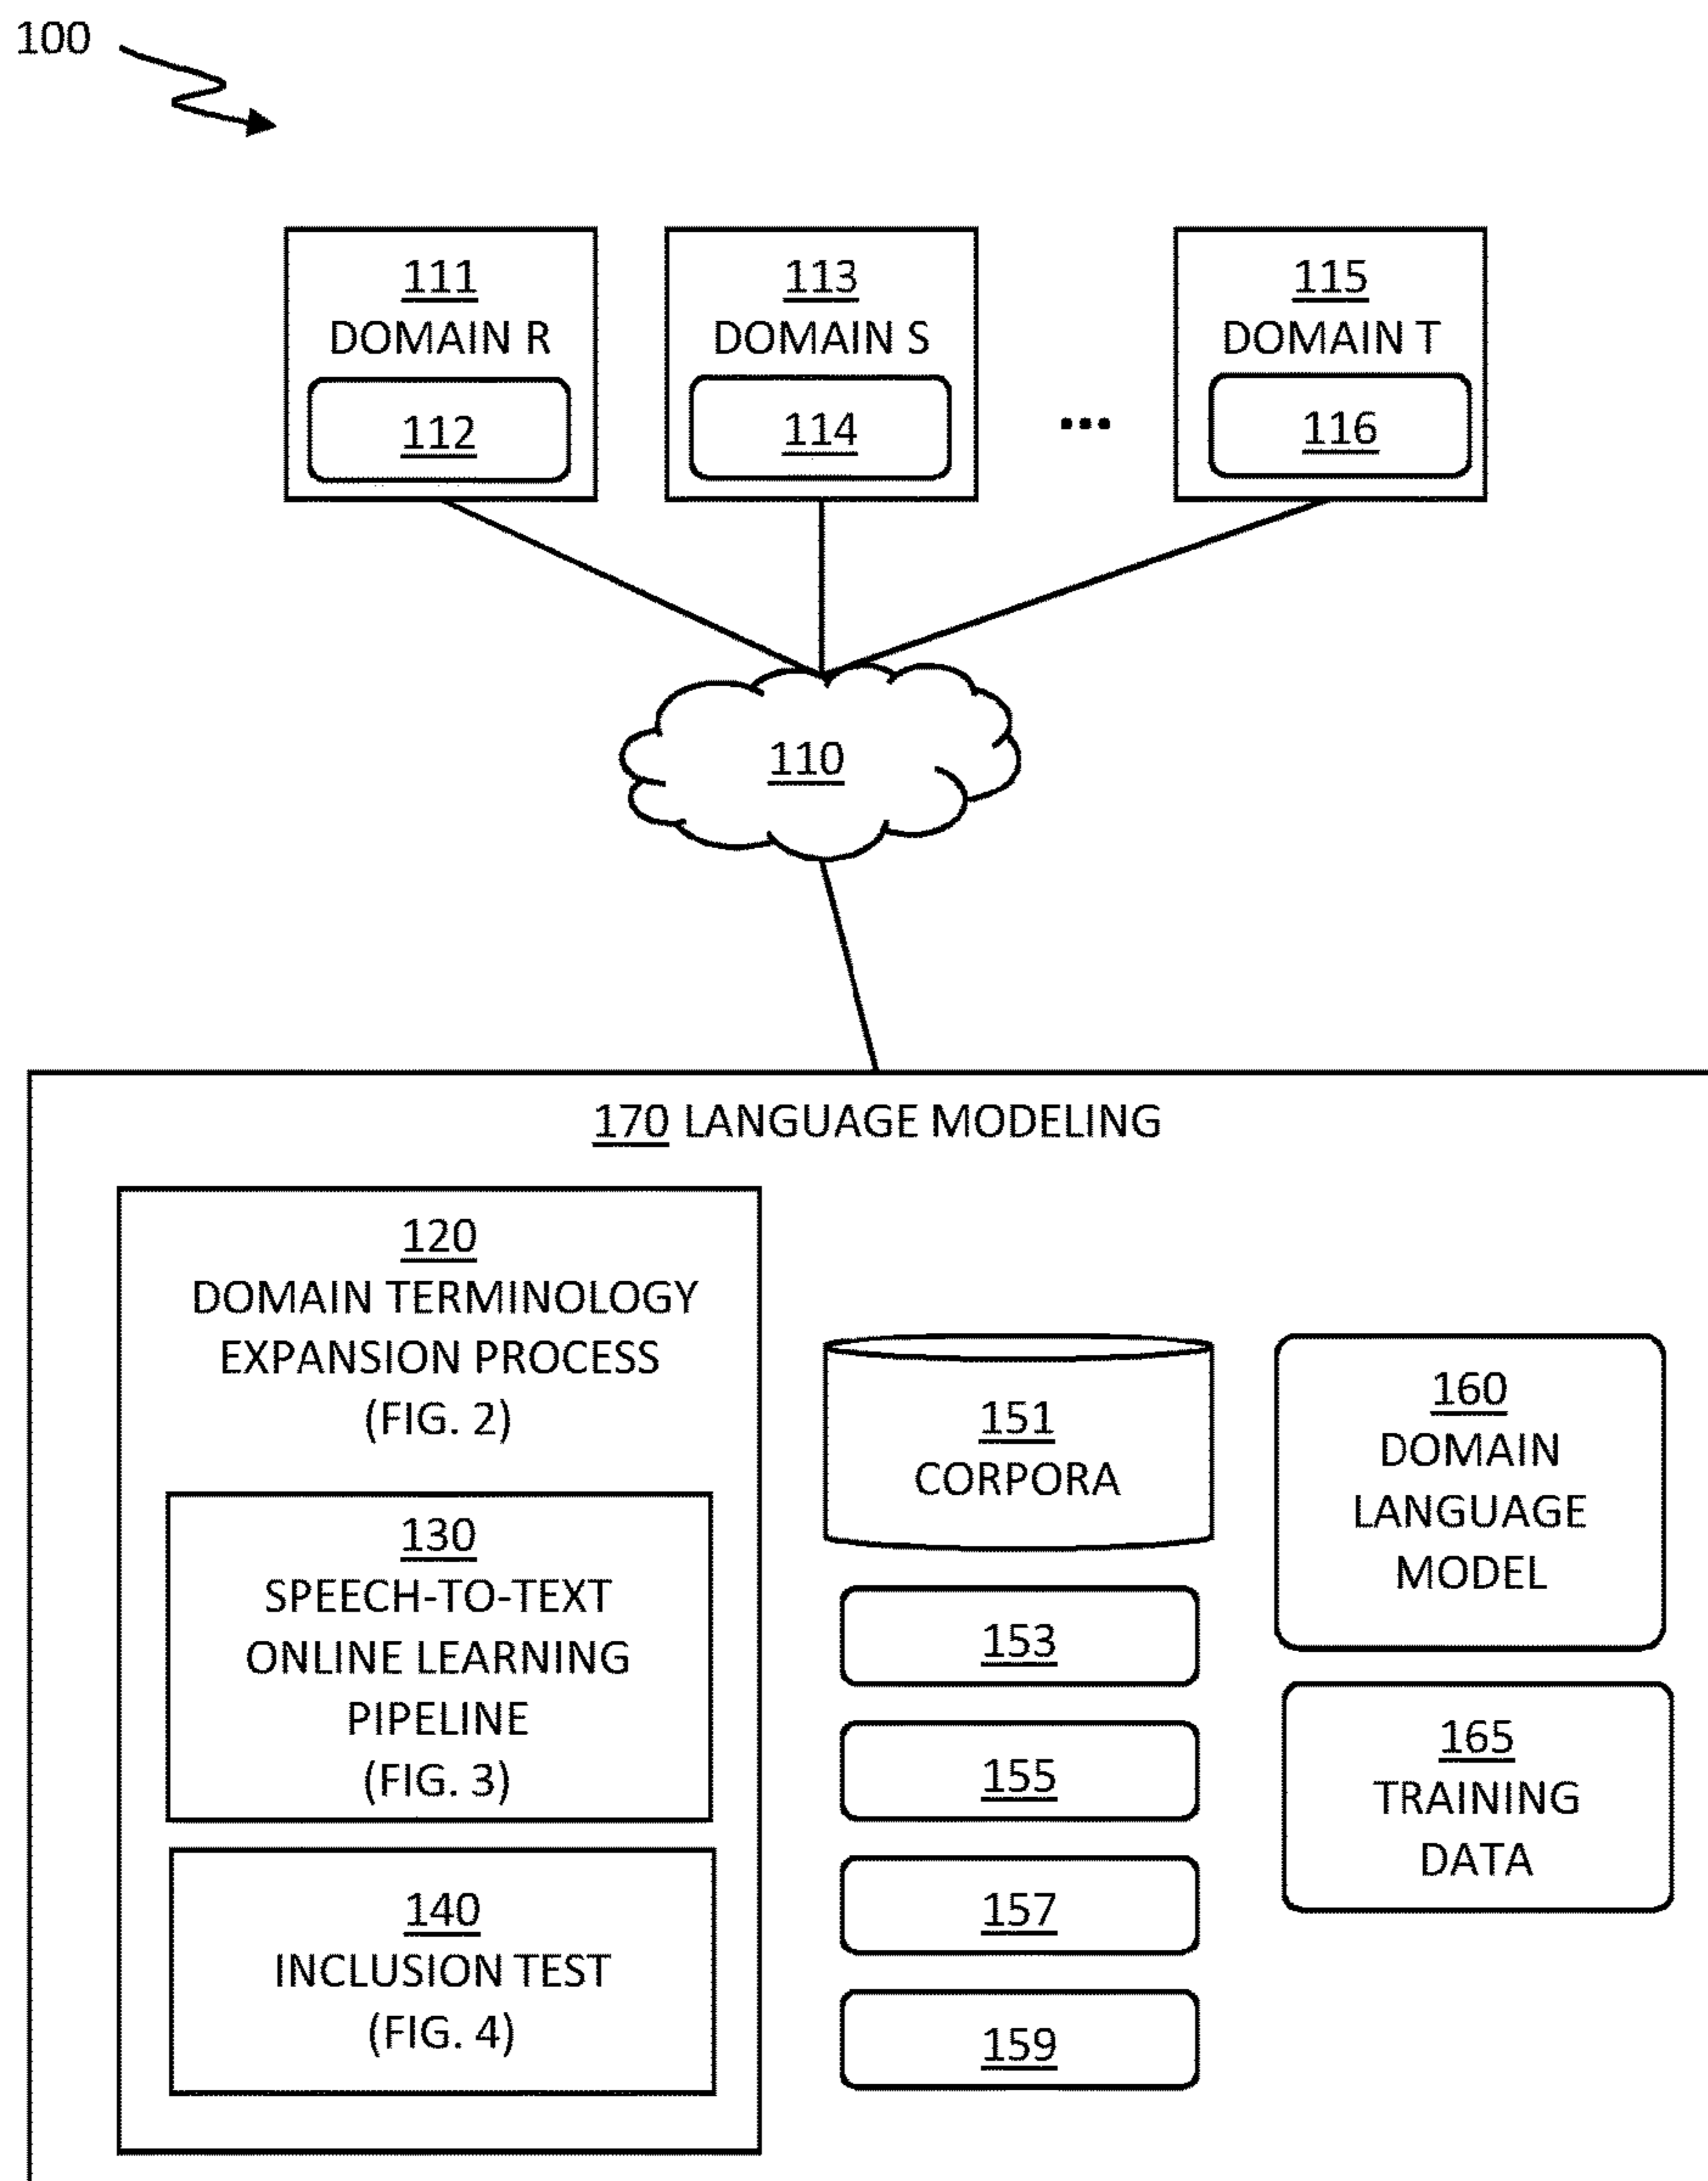 100
111
DOMAIN R
112
113
DOMAIN S
114
...
115
DOMAIN T
116
110
170 LANGUAGE MODELING
120
DOMAIN TERMINOLOGY
EXPANSION PROCESS
(FIG. 2)
130
SPEECH-TO-TEXT
ONLINE LEARNING
PIPELINE
(FIG. 3)
140
INCLUSION TEST
(FIG. 4)
151
CORPORA
153
155
157
159
160
DOMAIN
LANGUAGE
MODEL
165
TRAINING
DATA